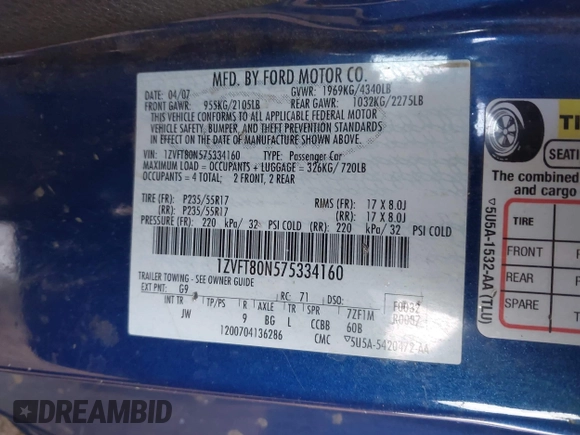 MFD. BY FORD MOTOR CO.
DATE: 04/07 GVWR: 1969KG/4340LB
FRONT GAWR: 955KG/2105LB REAR GAWR: 1032KG/2275LB
THIS VEHICLE CONFORMS TO ALL APPLICABLE FEDERAL MOTOR
VEHICLE SAFETY, BUMPER, AND THEFT PREVENTION STANDARDS
IN EFFECT ON THE DATE OF MANUFACTURE SHOWN ABOVE.
VIN: 1ZVFT80N575334160 TYPE: Passenger Car
MAXIMUM LOAD = OCCUPANTS + LUGGAGE = 326KG/720LB
OCCUPANTS = 4 TOTAL; 2 FRONT, 2 REAR
TIRE (FR): P235/55R17 RIMS (FR): 17 X 8.0J
(RR): P235/55R17 (RR): 17 X 8.0J
PRESSURE (FR): 220 kPa/ 32 PSI COLD (RR): 220 kPa/ 32 PSI COLD
1ZVFT80N575334160
TRAILER TOWING - SEE OWNER GUIDE
EXT PNT: G9 RC: 71 DSO:
INT TR TP/PS R AXLE TR SPR F0032
JW 9 BG L CCBB 7ZF1M 60B
1200704136286 CMC 5U5A-5420472-AA
SEATI
The combined
and cargo
TIRE
FRONT
REAR
SPARE
5U5A-1532-AA (TLU)
DREAMBID